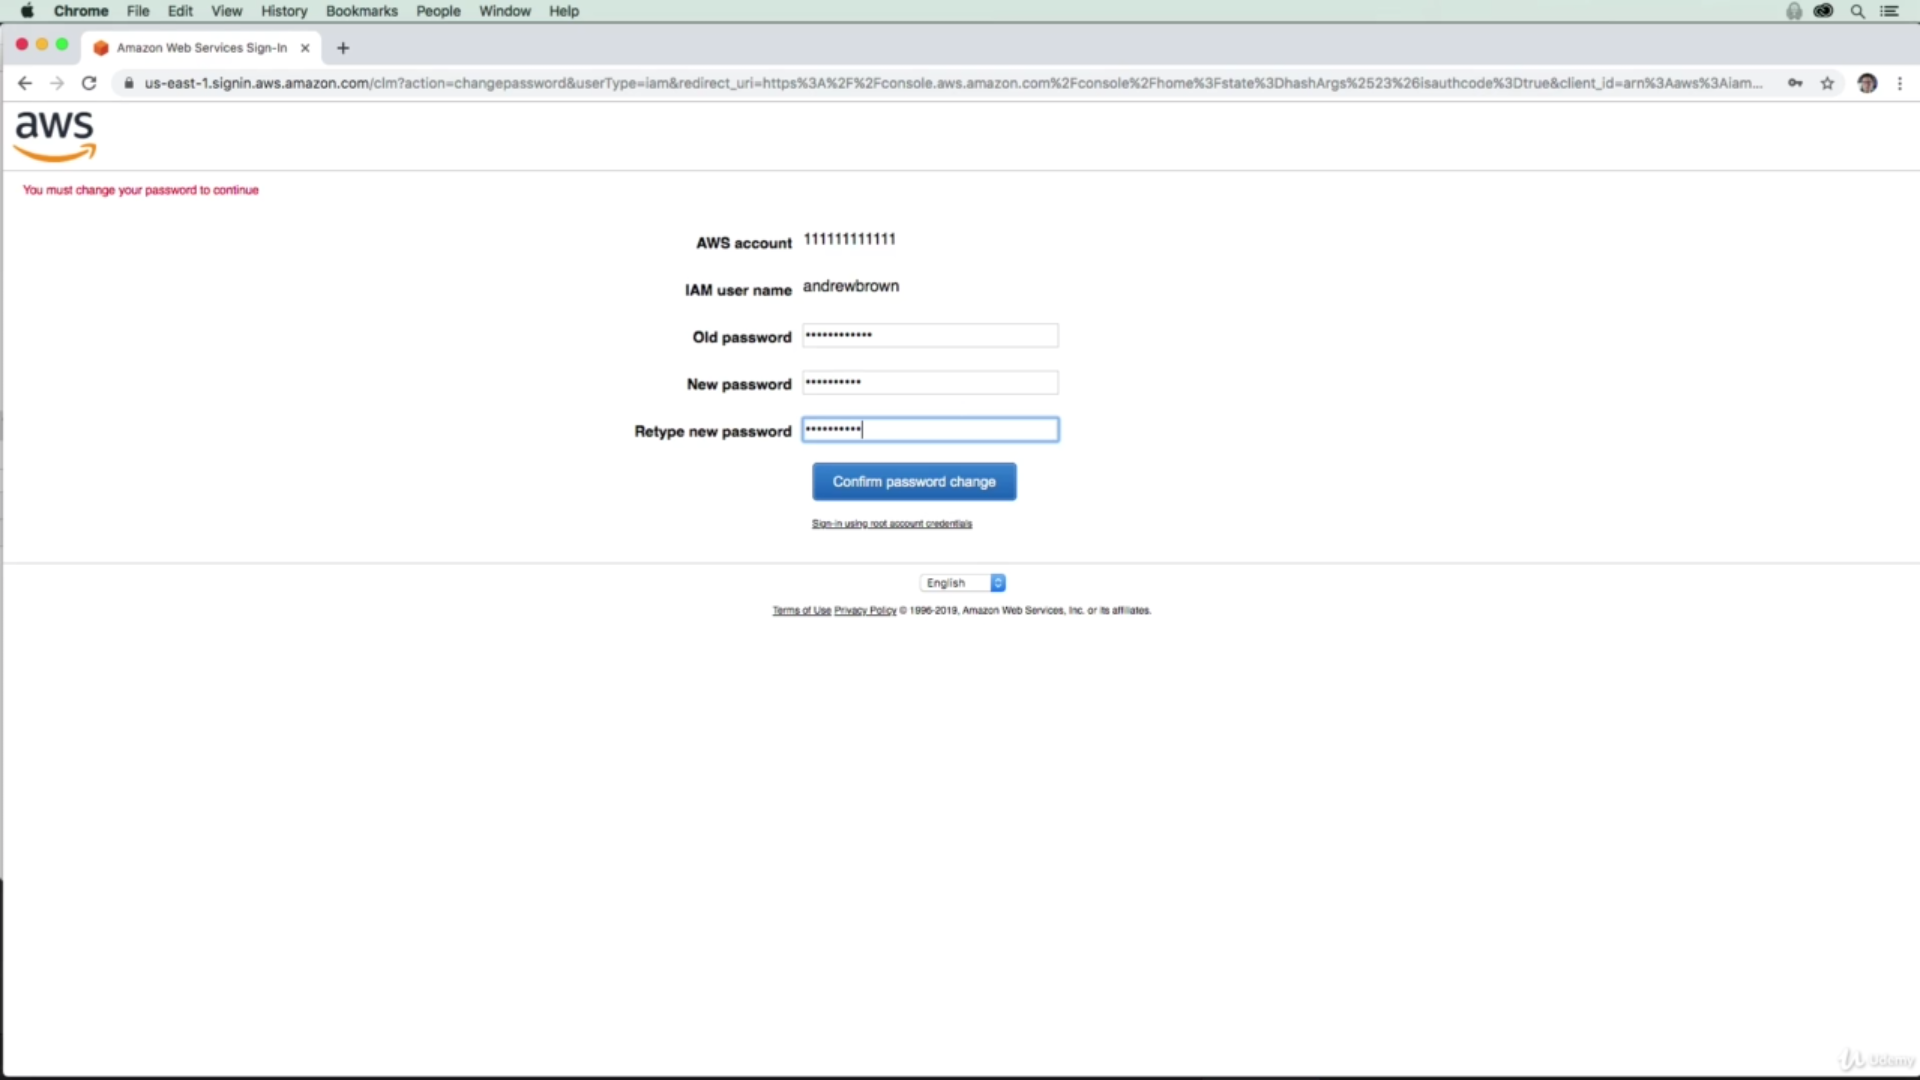 Chrome File Edit View History Bookmarks People Window Help
Amazon Web Services Sign-In
us-east-1.signin.aws.amazon.com/clm?action=changepassword&userType=iam&redirect_uri=https%3A%2F%2Fconsole.aws.amazon.com%2Fconsole%2Fhome%3Fstate%3DhashArgs%2523%26isauthcode%3Dtrue&client_id=arn%3Aaws%3Aiam...
aws
You must change your password to continue
AWS account 111111111111
IAM user name andrewbrown
Old password ••••••••••••
New password ••••••••••
Retype new password ••••••••••
Confirm password change
Sign-in using root account credentials
English
Terms of Use Privacy Policy © 1996-2019, Amazon Web Services, Inc. or its affiliates.
Udemy